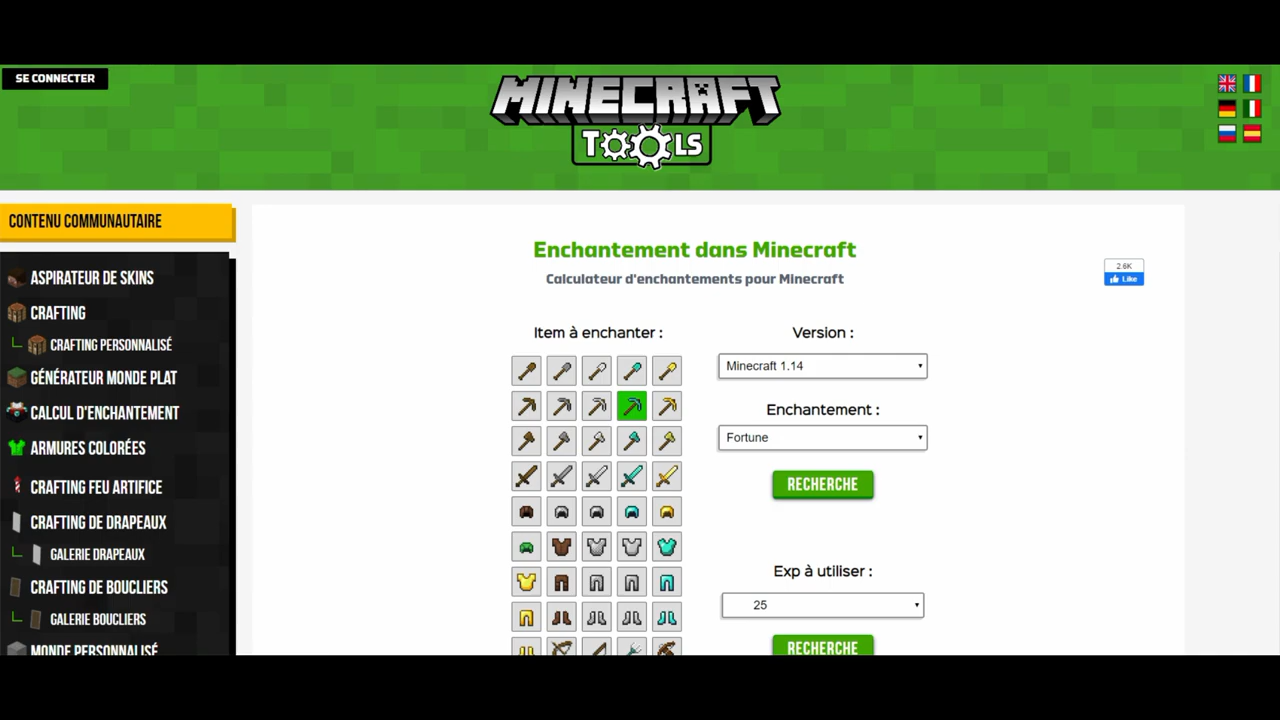 SE CONNECTER
MINECRAFT
TOOLS
CONTENU COMMUNAUTAIRE
ASPIRATEUR DE SKINS
CRAFTING
CRAFTING PERSONNALISÉ
GÉNÉRATEUR MONDE PLAT
CALCUL D'ENCHANTEMENT
ARMURES COLORÉES
CRAFTING FEU ARTIFICE
CRAFTING DE DRAPEAUX
GALERIE DRAPEAUX
CRAFTING DE BOUCLIERS
GALERIE BOUCLIERS
MONDE PERSONNALISÉ
Enchantement dans Minecraft
Calculateur d'enchantements pour Minecraft
2.6K
Like
Item à enchanter :
Version :
Minecraft 1.14
Enchantement :
Fortune
RECHERCHE
Exp à utiliser :
25
RECHERCHE